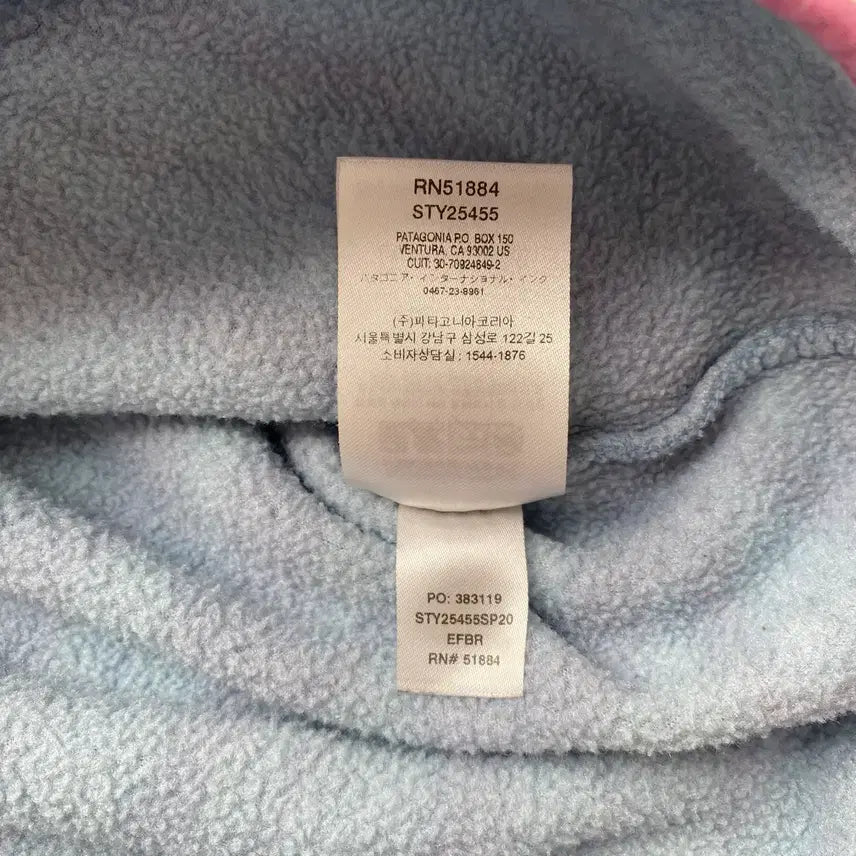 RN51884
STY25455
PATAGONIA P.O. BOX 150
VENTURA, CA 93002 US
CUIT: 30-70924849-2
パタゴニア・インターナショナル・インク
0467-23-8961
(주)파타고니아코리아
서울특별시 강남구 삼성로 122길 25
소비자상담실 : 1544-1876
PO: 383119
STY25455SP20
EFBR
RN# 51884